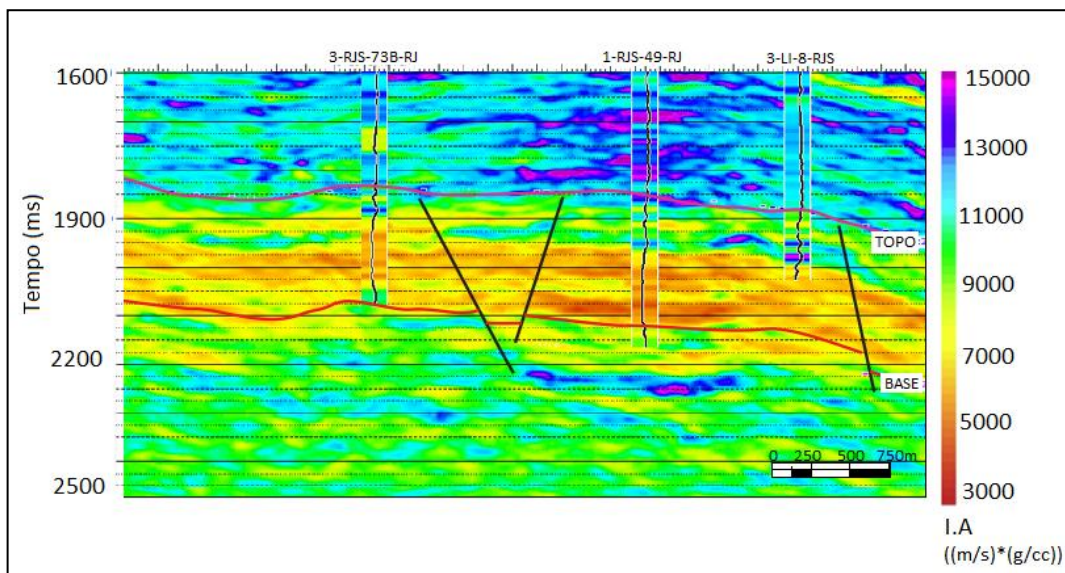 3-RJS-73B-RJ
1-RJS-49-RJ
3-LI-8-RJS
1600
1900
2200
2500
Tempo (ms)
TOPO
BASE
0 250 500 750m
15000
13000
11000
9000
7000
5000
3000
I.A
((m/s)*(g/cc))